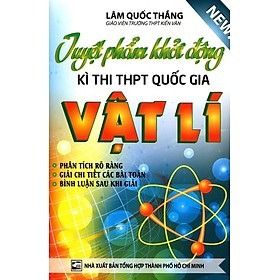 LÂM QUỐC THẮNG
GIÁO VIÊN TRƯỜNG THPT KIẾN VĂN
NEW
Tuyệt phẩm khởi động
KÌ THI THPT QUỐC GIA
VẬT LÍ
PHÂN TÍCH RÕ RÀNG
GIẢI CHI TIẾT CÁC BÀI TOÁN
BÌNH LUẬN SAU KHI GIẢI
NHÀ XUẤT BẢN TỔNG HỢP THÀNH PHỐ HỒ CHÍ MINH